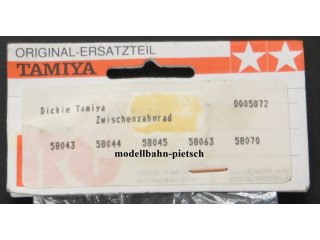 ORIGINAL-ERSATZTEIL
TAMIYA
Dickie Tamiya 0005072
Zwischenzahnrad
58043 58044 58045 58063 58070
modellbahn-pietsch